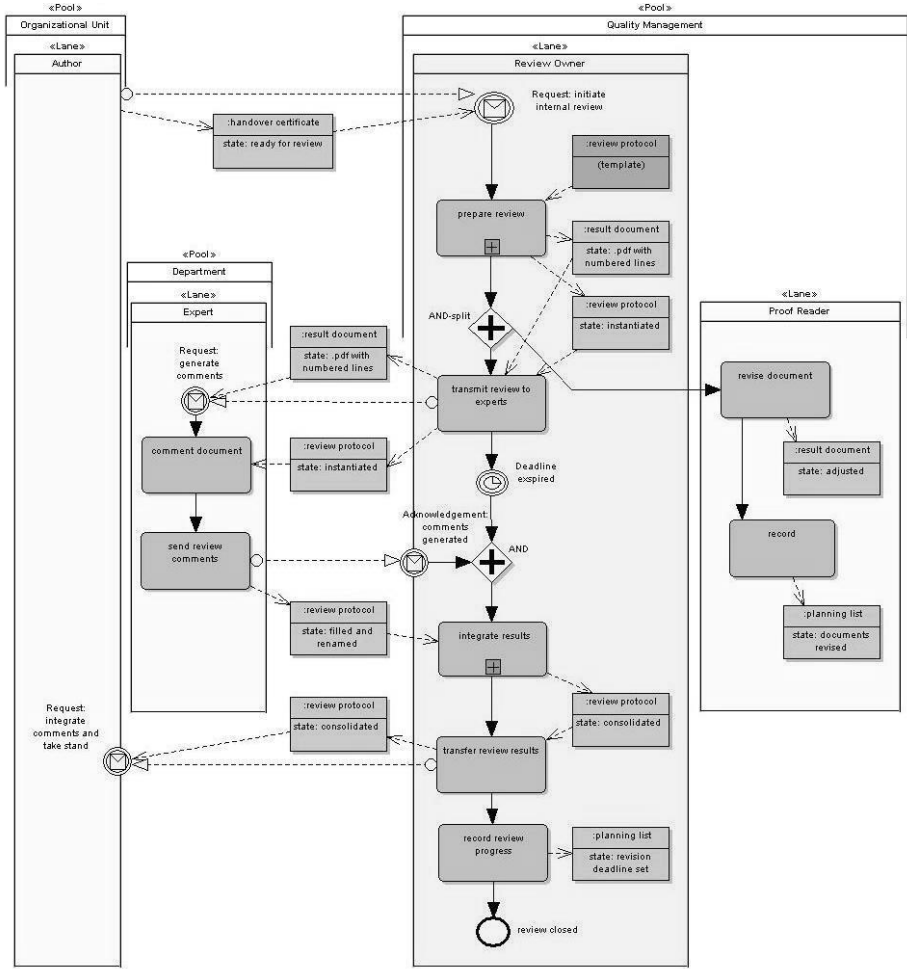 «Pool»
Organizational Unit
«Lane»
Author
«Pool»
Quality Management
«Lane»
Review Owner
Request: initiate
internal review
:handover certificate
state: ready for review
:review protocol
(template)
prepare review
:result document
state: .pdf with
numbered lines
«Pool»
Department
«Lane»
Expert
:review protocol
state: instantiated
AND-split
«Lane»
Proof Reader
Request:
generate
comments
:result document
state: .pdf with
numbered lines
transmit review to
experts
revise document
comment document
:review protocol
state: instantiated
Deadline
exspired
:result document
state: adjusted
Acknowledgement:
comments
generated
AND
send review
comments
record
:review protocol
state: filled and
renamed
integrate results
:planning list
state: documents
revised
Request:
integrate
comments and
take stand
:review protocol
state: consolidated
:review protocol
state: consolidated
transfer review results
record review
progress
:planning list
state: revision
deadline set
review closed